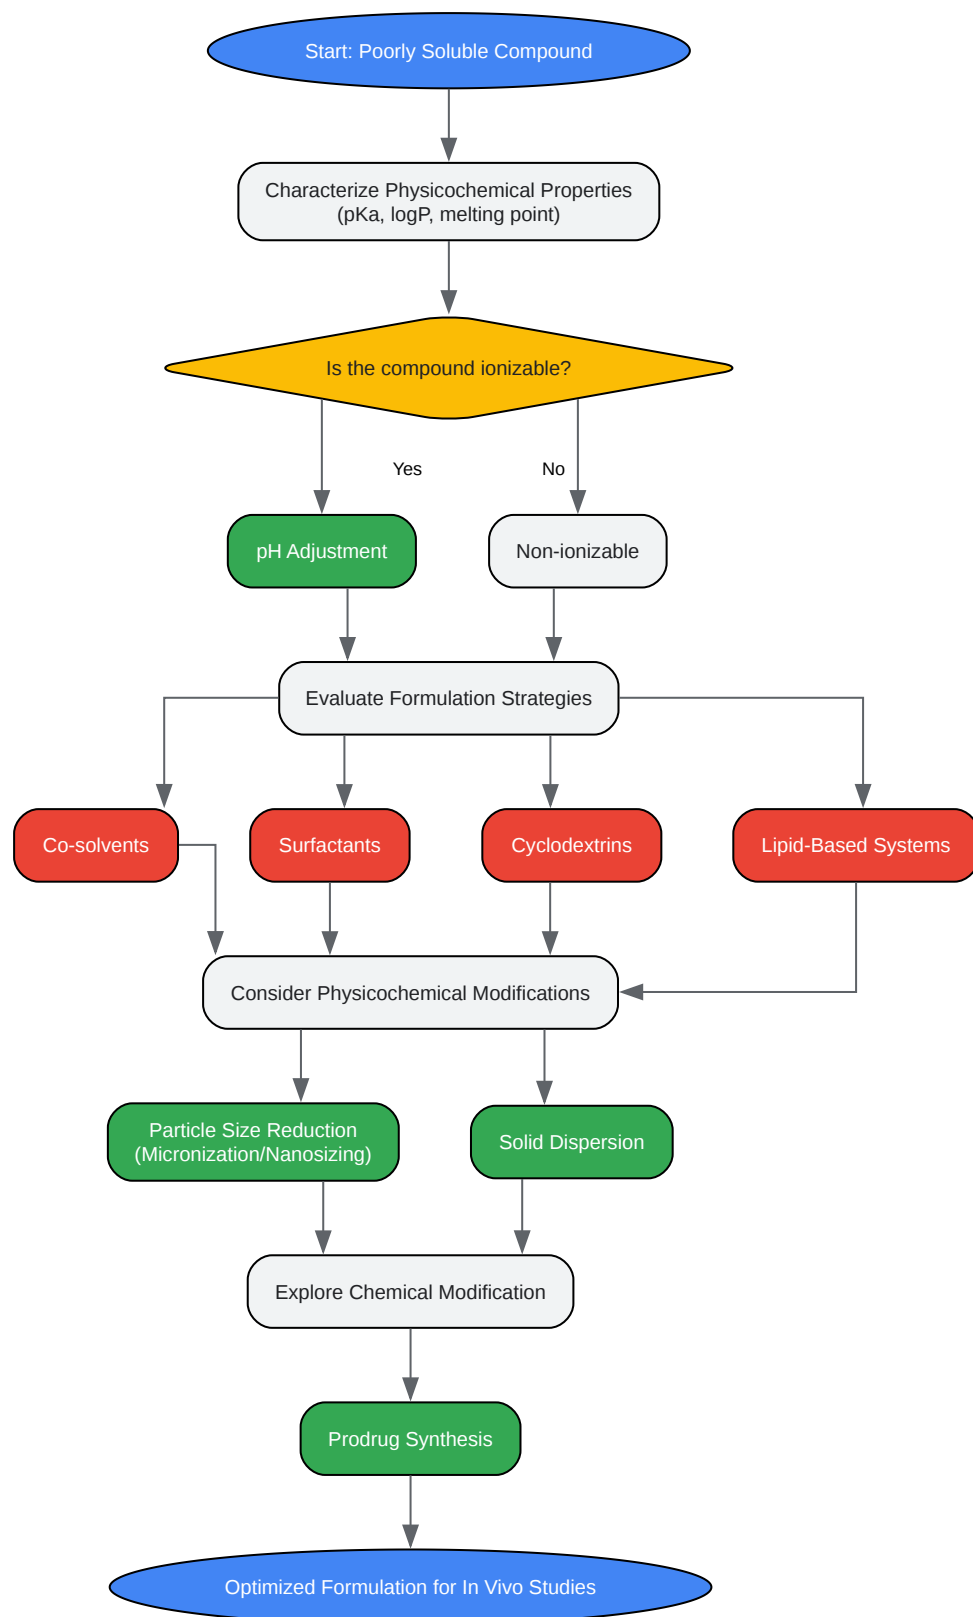 Start: Poorly Soluble Compound
Characterize Physicochemical Properties
(pKa, logP, melting point)
Is the compound ionizable?
Yes
No
pH Adjustment
Non-ionizable
Evaluate Formulation Strategies
Co-solvents
Surfactants
Cyclodextrins
Lipid-Based Systems
Consider Physicochemical Modifications
Particle Size Reduction
(Micronization/Nanosizing)
Solid Dispersion
Explore Chemical Modification
Prodrug Synthesis
Optimized Formulation for In Vivo Studies